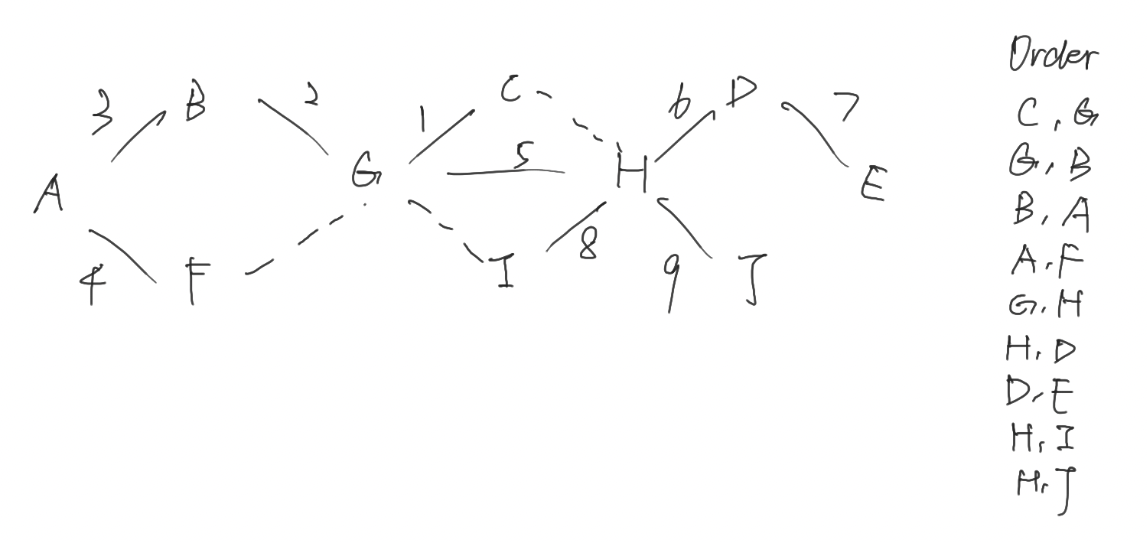 3 B 2 1 C 6 D 7
A G 5 H E
4 F I 8 9 J
Order
C, G
G, B
B, A
A, F
G, H
H, D
D, E
H, I
H, J